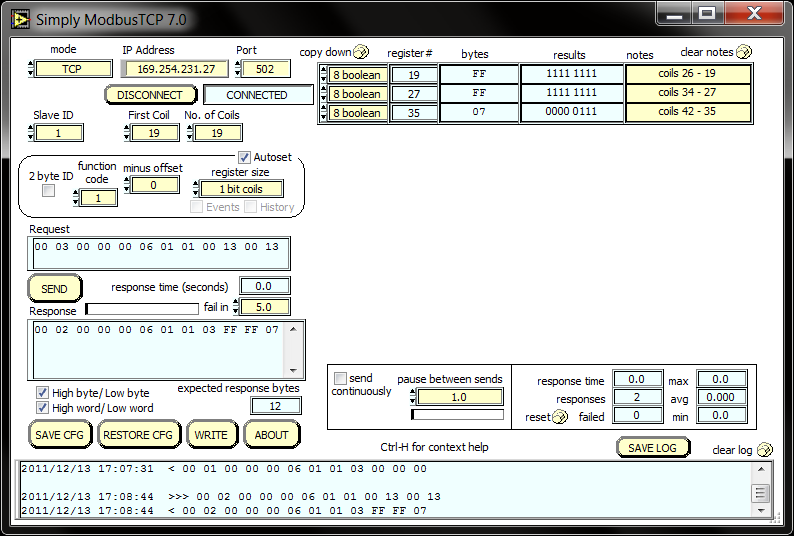 Simply ModbusTCP 7.0
mode IP Address Port
TCP 169.254.231.27 502
DISCONNECT CONNECTED
Slave ID First Coil No. of Coils
1 19 19
Autoset
2 byte ID function code minus offset register size
1 0 1 bit coils
Events History
Request
00 03 00 00 00 06 01 01 00 13 00 13
SEND response time (seconds) 0.0
Response fail in 5.0
00 02 00 00 00 06 01 01 03 FF FF 07
High byte/Low byte expected response bytes
High word/Low word 12
SAVE CFG RESTORE CFG WRITE ABOUT
copy down register# bytes results notes clear notes
8 boolean 19 FF 1111 1111 coils 26 - 19
8 boolean 27 FF 1111 1111 coils 34 - 27
8 boolean 35 07 0000 0111 coils 42 - 35
send continuously pause between sends
1.0
response time 0.0 max 0.0
responses 2 avg 0.000
reset failed 0 min 0.0
Ctrl-H for context help SAVE LOG clear log
2011/12/13 17:07:31 < 00 01 00 00 00 06 01 01 03 00 00 00
2011/12/13 17:08:44 >>> 00 02 00 00 00 06 01 01 00 13 00 13
2011/12/13 17:08:44 < 00 02 00 00 00 06 01 01 03 FF FF 07